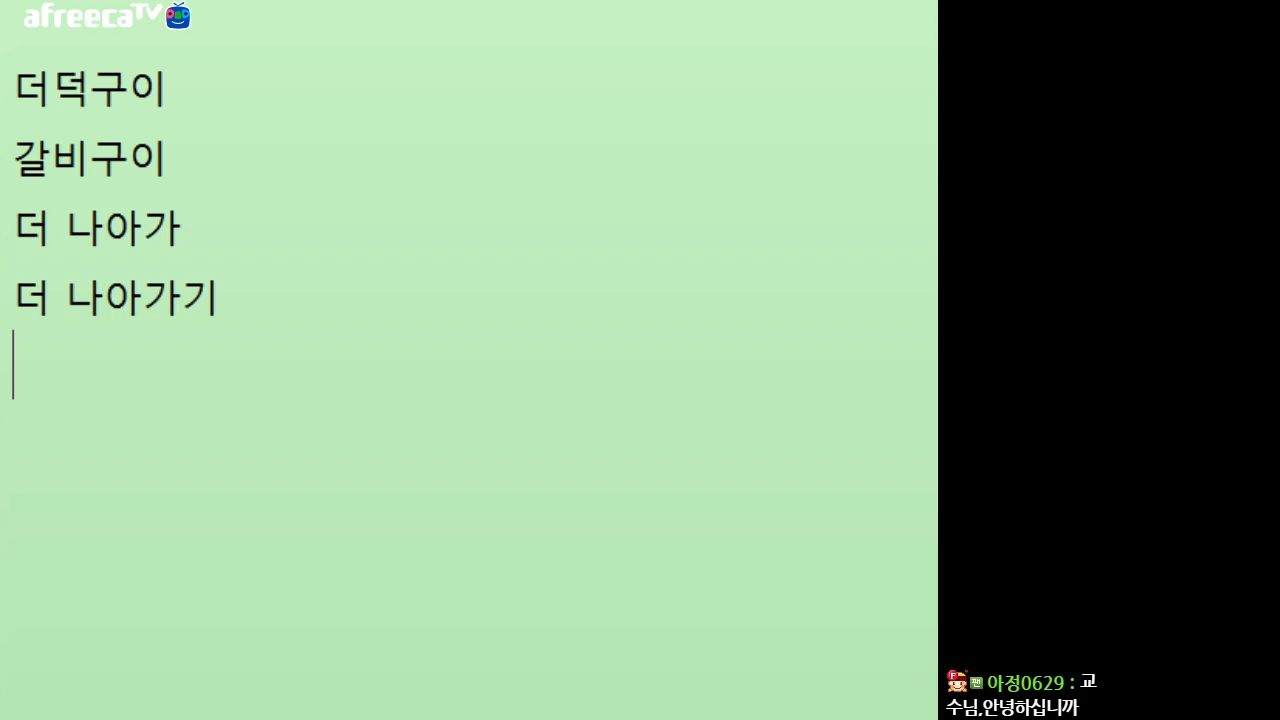 afreecaTV
더덕구이
갈비구이
더 나아가
더 나아가기
F
팬 아정0629 : 교
수님,안녕하십니까